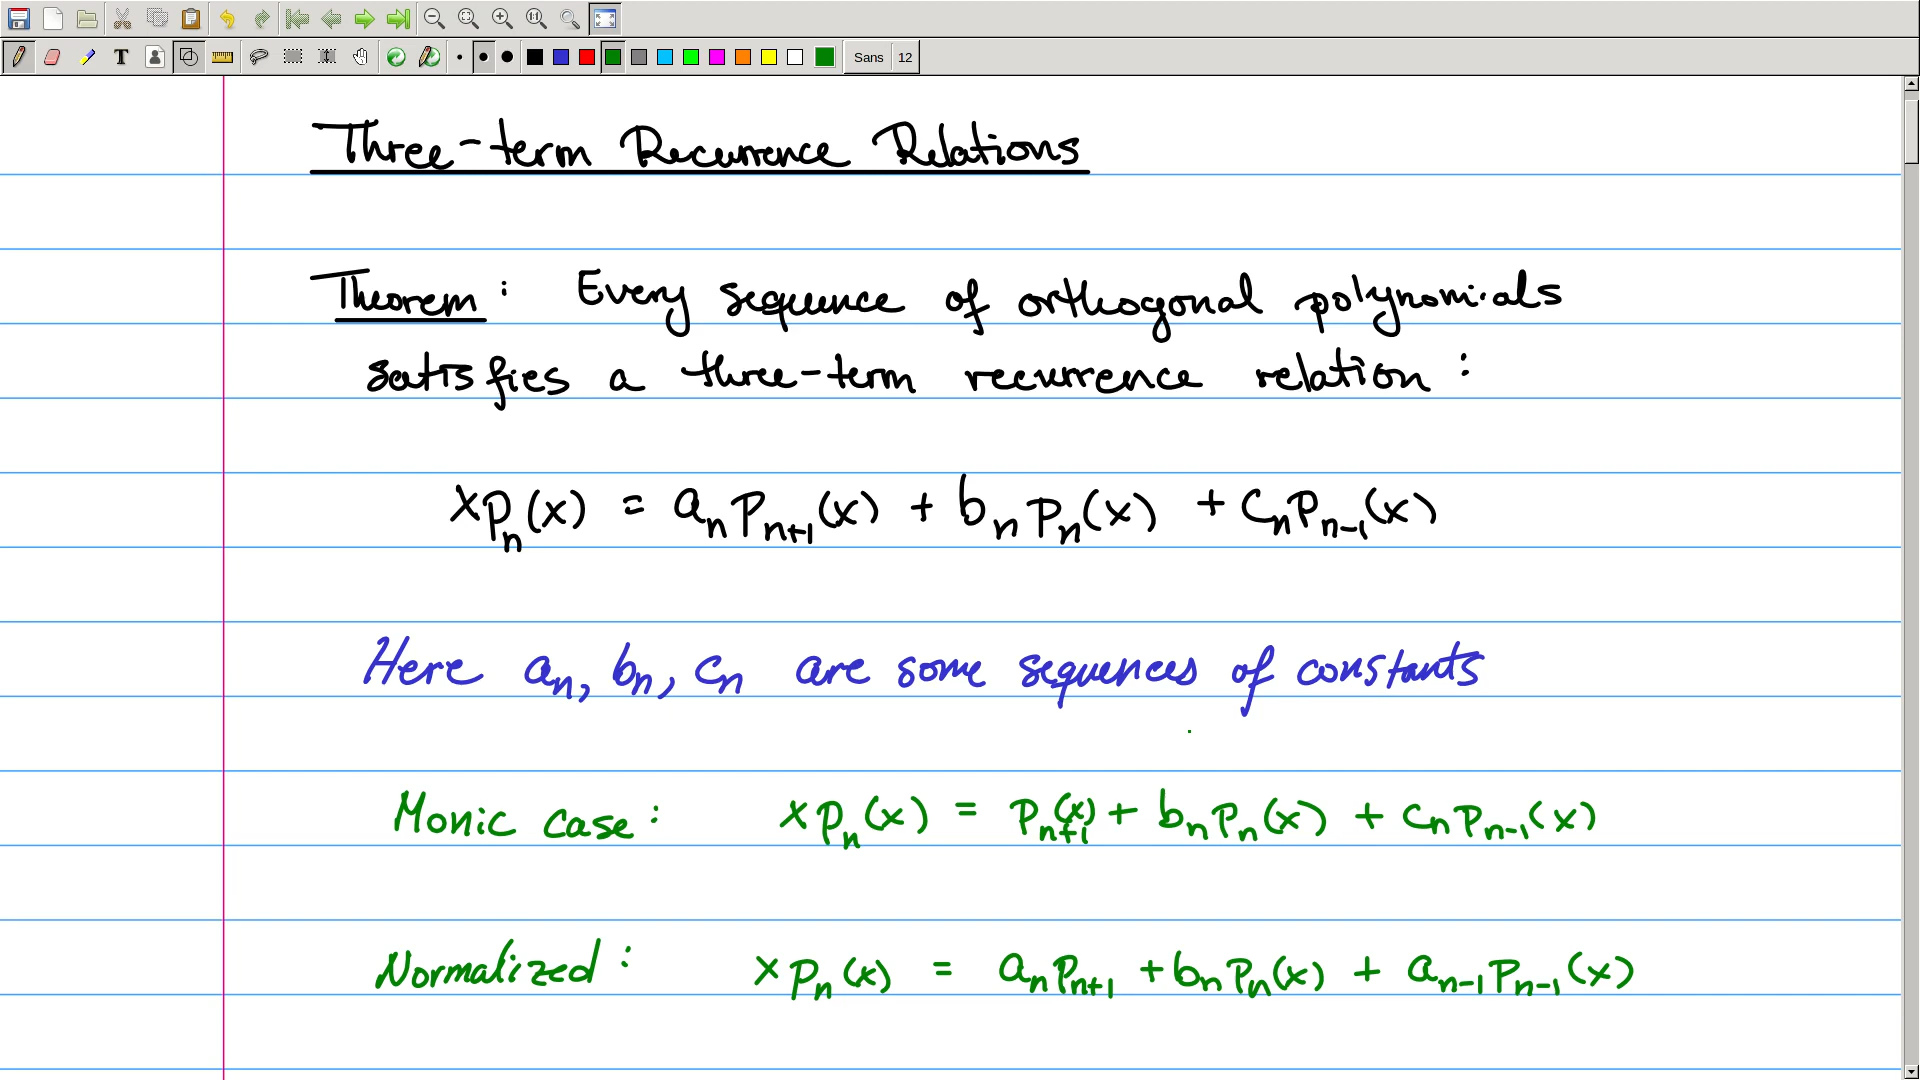 Sans 12
Three-term Recurrence Relations
Theorem: Every sequence of orthogonal polynomials
satisfies a three-term recurrence relation:
xp_n(x) = a_n p_{n+1}(x) + b_n p_n(x) + c_n p_{n-1}(x)
Here a_n, b_n, c_n are some sequences of constants
Monic case: xp_n(x) = p_{n+1}(x) + b_n p_n(x) + c_n p_{n-1}(x)
Normalized: xp_n(x) = a_n p_{n+1} + b_n p_n(x) + a_{n-1} p_{n-1}(x)